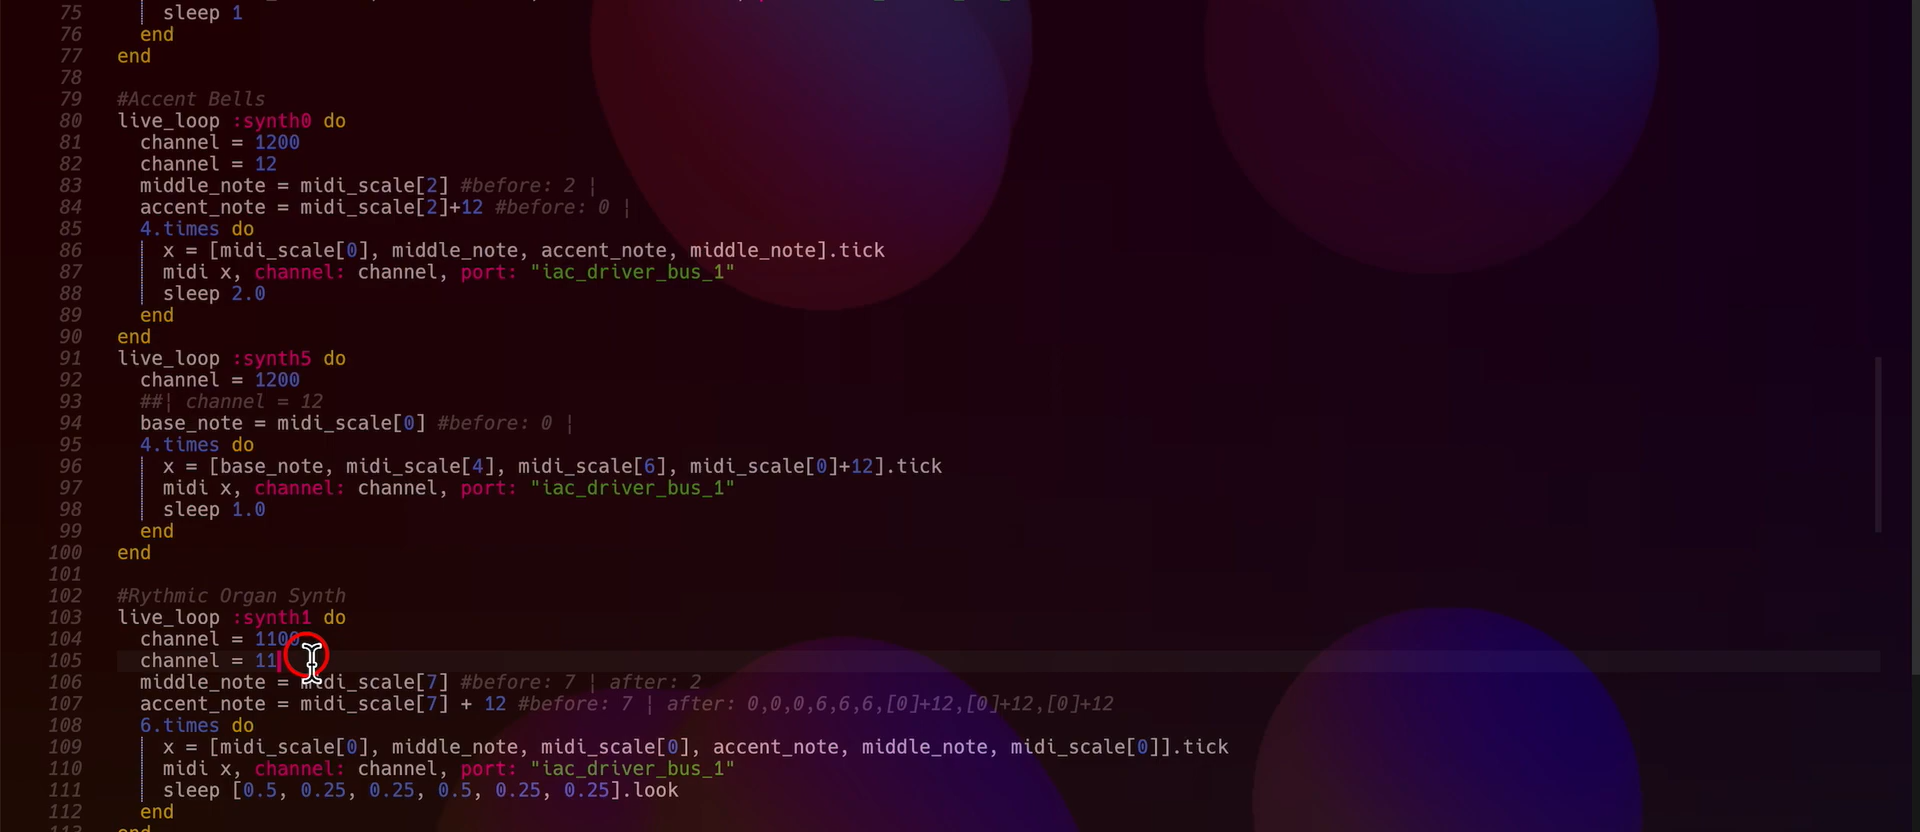 75 sleep 1
76 end
77 end
78
79 #Accent Bells
80 live_loop :synth0 do
81 channel = 1200
82 channel = 12
83 middle_note = midi_scale[2] #before: 2 ¦
84 accent_note = midi_scale[2]+12 #before: 0 ¦
85 4.times do
86 x = [midi_scale[0], middle_note, accent_note, middle_note].tick
87 midi x, channel: channel, port: "iac_driver_bus_1"
88 sleep 2.0
89 end
90 end
91 live_loop :synth5 do
92 channel = 1200
93 ##¦ channel = 12
94 base_note = midi_scale[0] #before: 0 ¦
95 4.times do
96 x = [base_note, midi_scale[4], midi_scale[6], midi_scale[0]+12].tick
97 midi x, channel: channel, port: "iac_driver_bus_1"
98 sleep 1.0
99 end
100 end
101
102 #Rythmic Organ Synth
103 live_loop :synth1 do
104 channel = 1100
105 channel = 11
106 middle_note = midi_scale[7] #before: 7 | after: 2
107 accent_note = midi_scale[7] + 12 #before: 7 | after: 0,0,0,6,6,6,[0]+12,[0]+12,[0]+12
108 6.times do
109 x = [midi_scale[0], middle_note, midi_scale[0], accent_note, middle_note, midi_scale[0]].tick
110 midi x, channel: channel, port: "iac_driver_bus_1"
111 sleep [0.5, 0.25, 0.25, 0.5, 0.25, 0.25].look
112 end